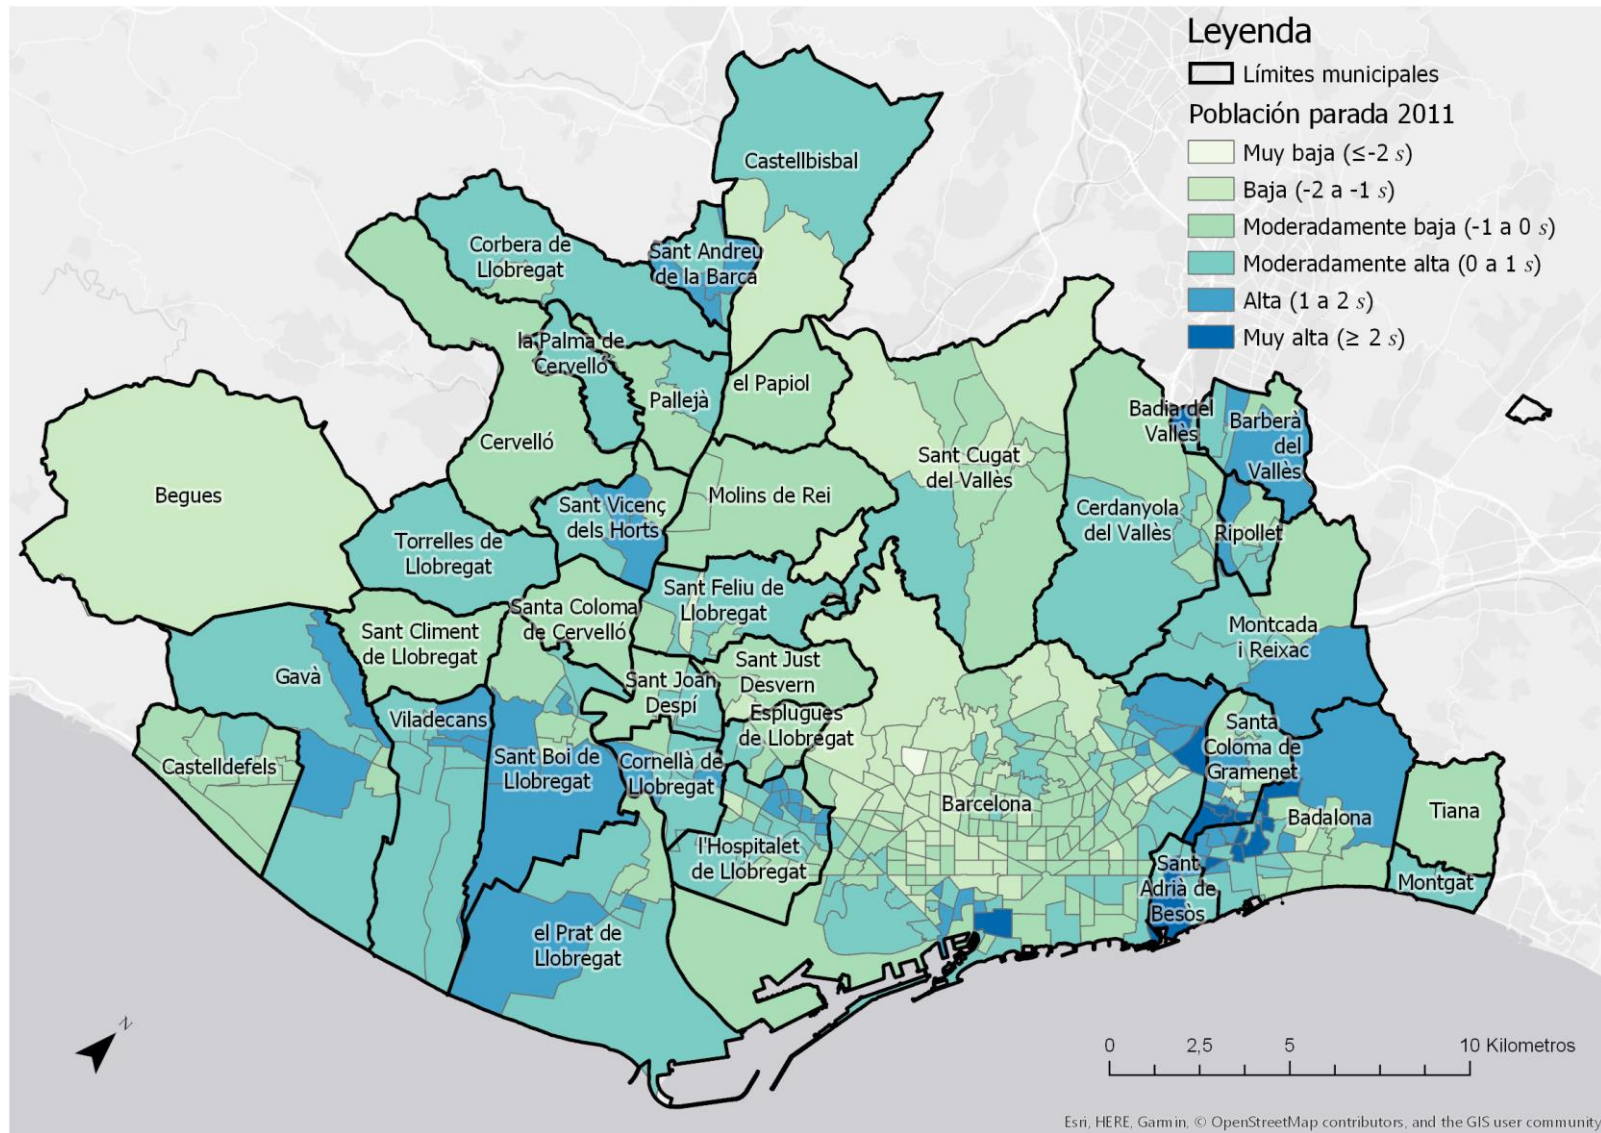 Leyenda
Límites municipales
Población parada 2011
Muy baja (≤-2 s)
Baja (-2 a -1 s)
Moderadamente baja (-1 a 0 s)
Moderadamente alta (0 a 1 s)
Alta (1 a 2 s)
Muy alta (≥ 2 s)
Castellbisbal
Corbera de
Llobregat
Sant Andreu
de la Barca
la Palma de
Cervelló
Pallejà
el Papiol
Cervelló
Begues
Sant Cugat
del Vallès
Badia del
Vallès
Barberà
del
Vallès
Molins de Rei
Sant Vicenç
dels Horts
Cerdanyola
del Vallès
Ripollet
Torrelles de
Llobregat
Sant Feliu de
Llobregat
Santa Coloma
de Cervelló
Sant Climent
de Llobregat
Montcada
i Reixac
Gavà
Sant Just
Desvern
Sant Joan
Despí
Esplugues
de Llobregat
Viladecans
Santa
Coloma de
Gramenet
Castelldefels
Sant Boi de
Llobregat
Cornellà de
Llobregat
Barcelona
Badalona
Tiana
l'Hospitalet
de Llobregat
Sant
Adrià de
Besòs
Montgat
el Prat de
Llobregat
N
0 2,5 5 10 Kilometros
Esri, HERE, Garmin, © OpenStreetMap contributors, and the GIS user community